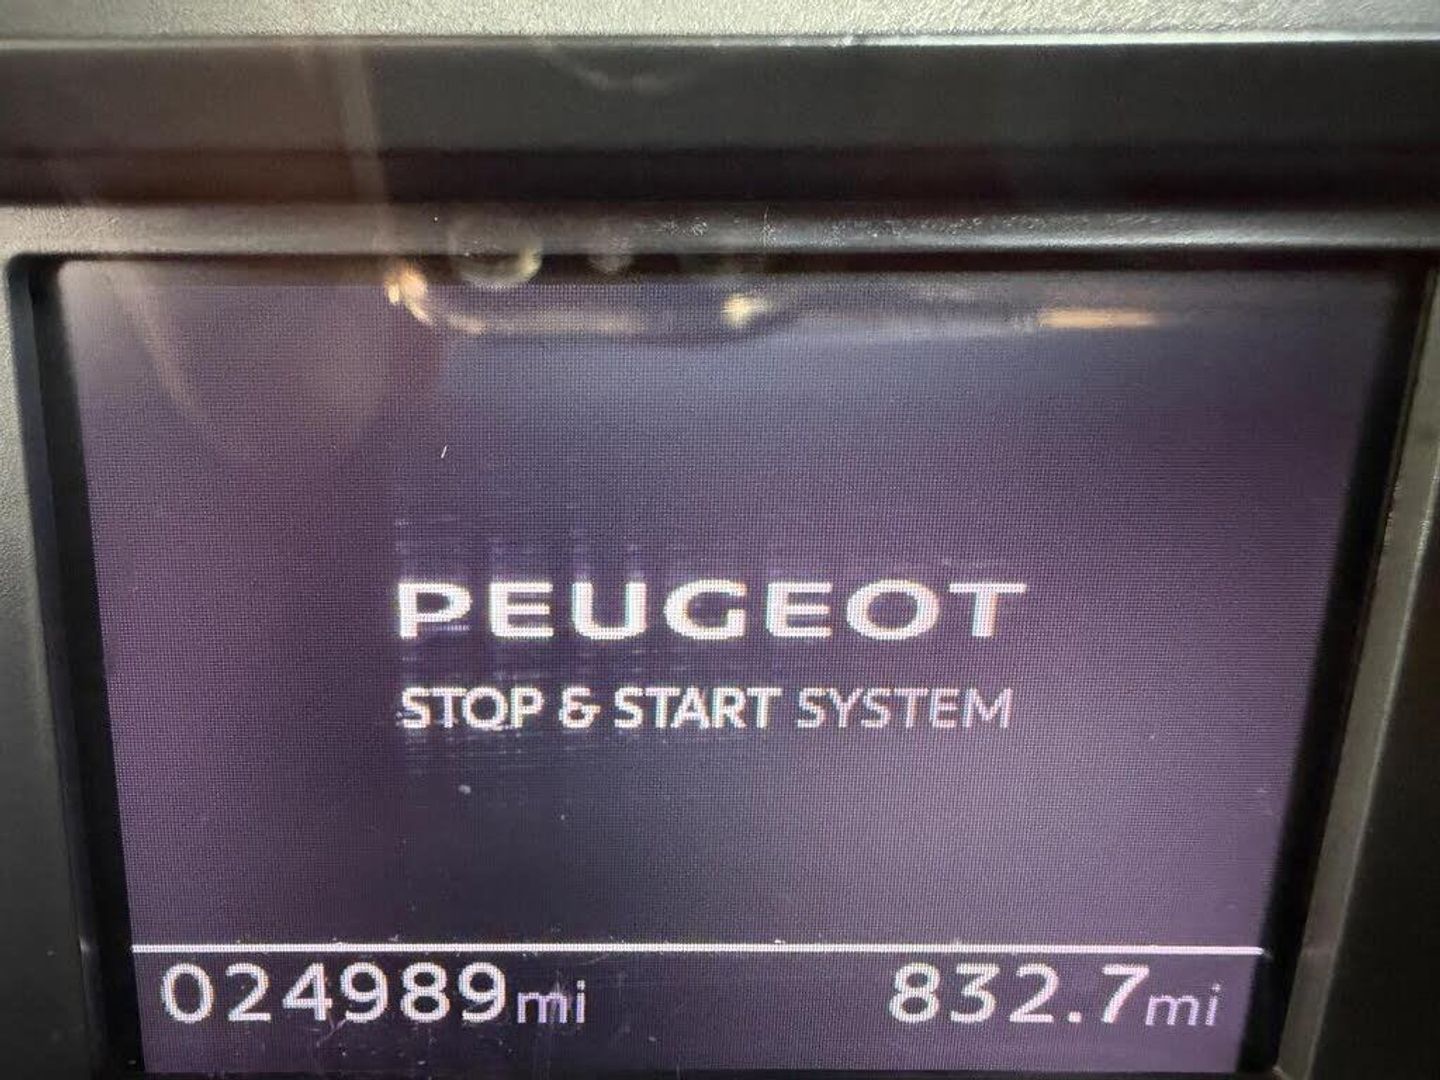 PEUGEOT
STOP & START SYSTEM
024989mi 832.7mi